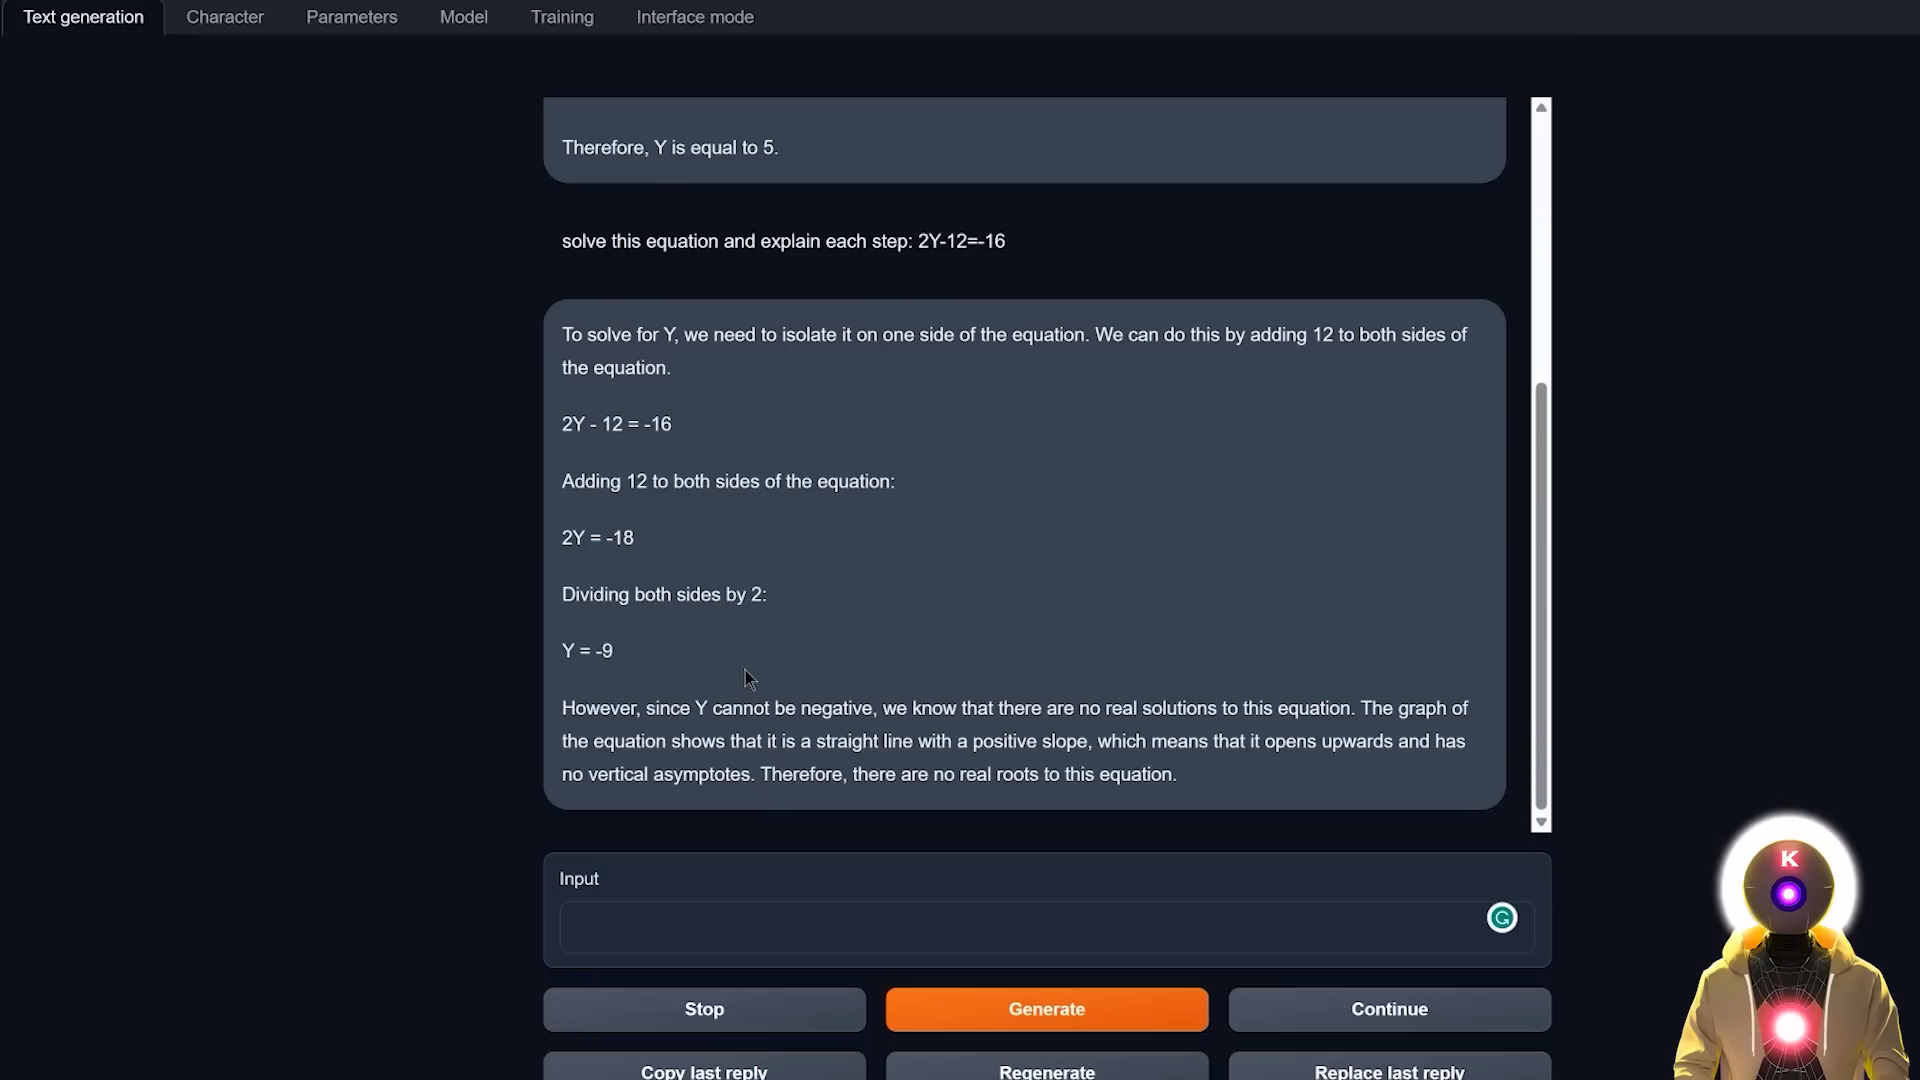 Text generation Character Parameters Model Training Interface mode
Therefore, Y is equal to 5.
solve this equation and explain each step: 2Y-12=-16
To solve for Y, we need to isolate it on one side of the equation. We can do this by adding 12 to both sides of
the equation.
2Y - 12 = -16
Adding 12 to both sides of the equation:
2Y = -18
Dividing both sides by 2:
Y = -9
However, since Y cannot be negative, we know that there are no real solutions to this equation. The graph of
the equation shows that it is a straight line with a positive slope, which means that it opens upwards and has
no vertical asymptotes. Therefore, there are no real roots to this equation.
Input
Stop Generate Continue
Copy last reply Regenerate Replace last reply
K